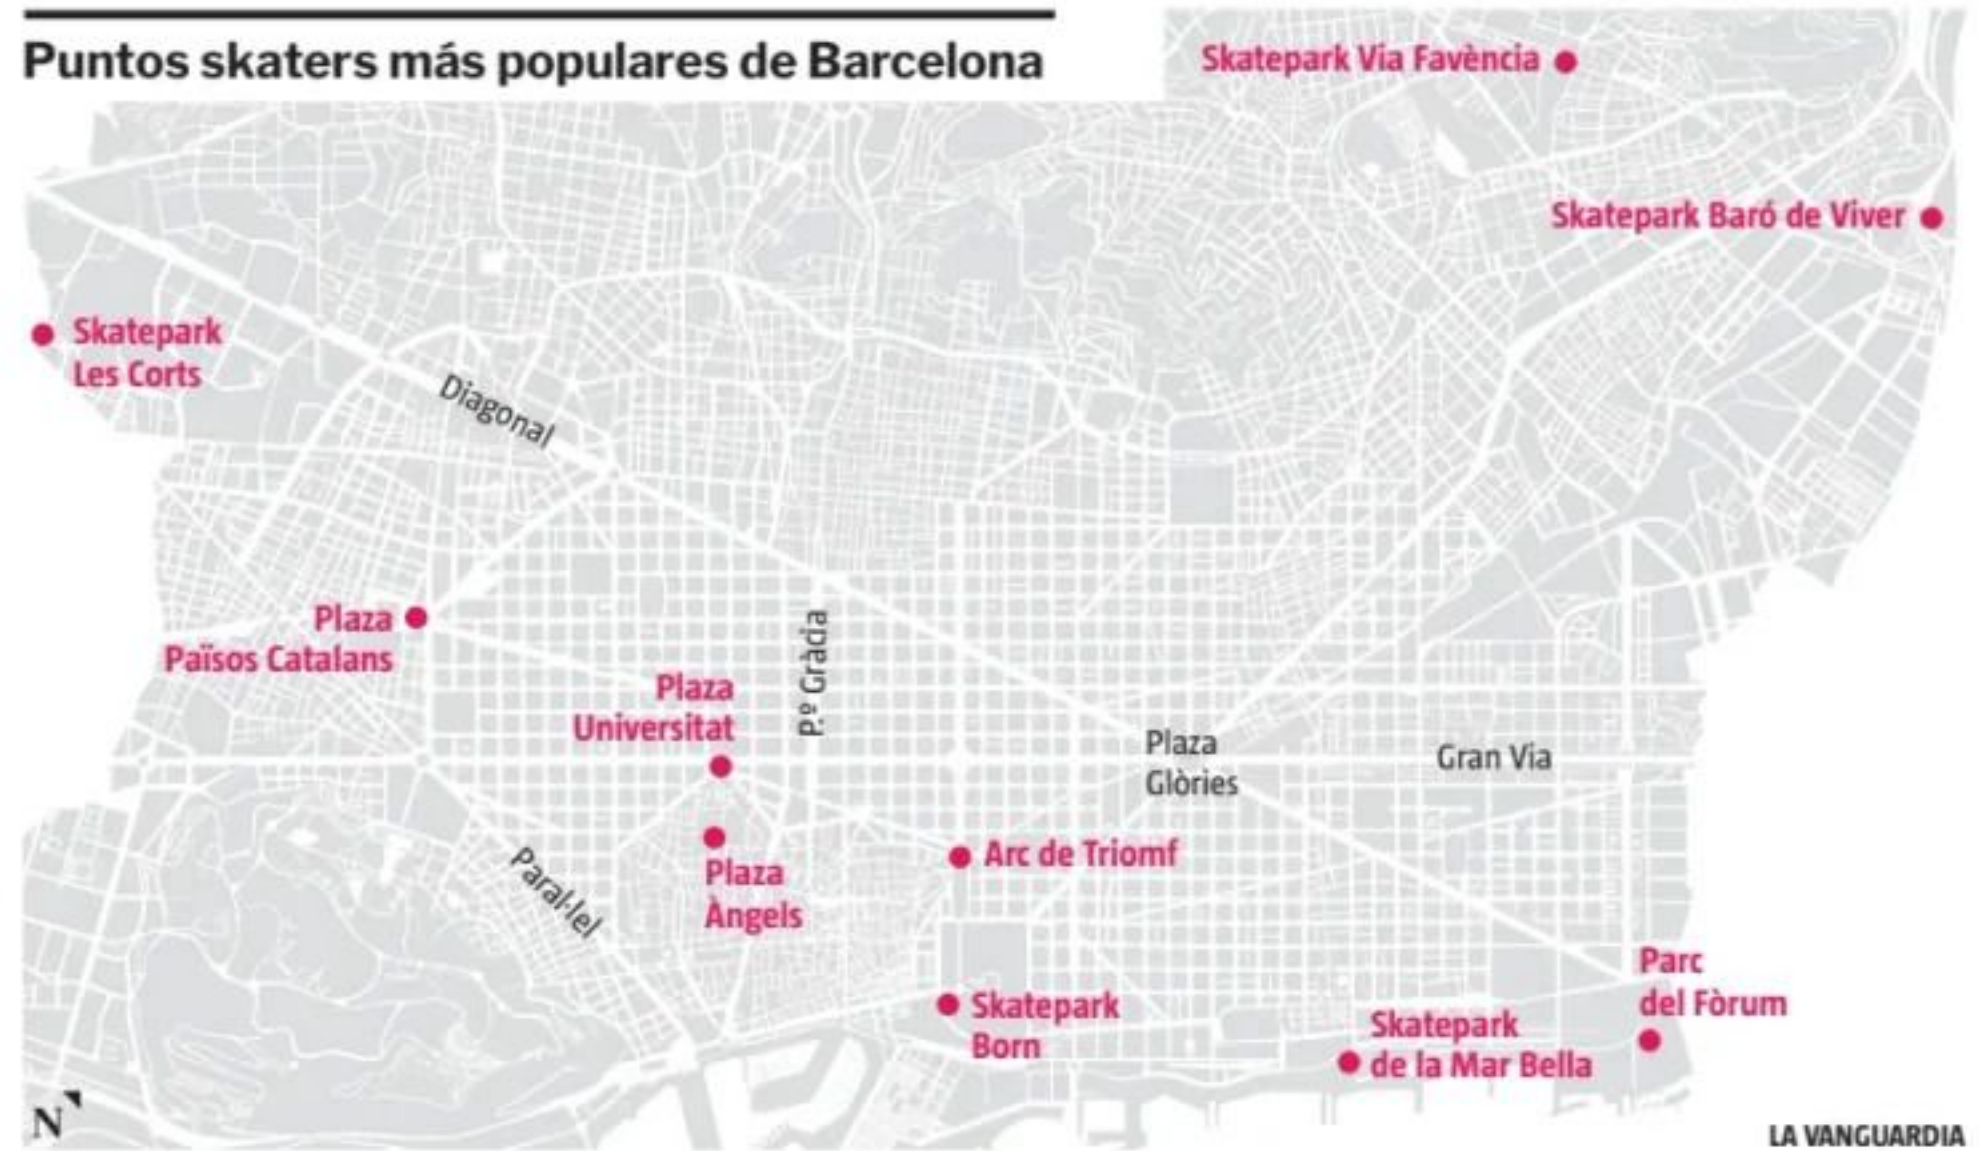 Puntos skaters más populares de Barcelona
Skatepark Via Favència
Skatepark Baró de Viver
Skatepark
Les Corts
Diagonal
Plaza
Països Catalans
P.º Gràcia
Plaza
Universitat
Plaza
Glòries
Gran Via
Plaza
Àngels
Arc de Triomf
Paral·lel
Parc
del Fòrum
Skatepark
Born
Skatepark
de la Mar Bella
N
LA VANGUARDIA